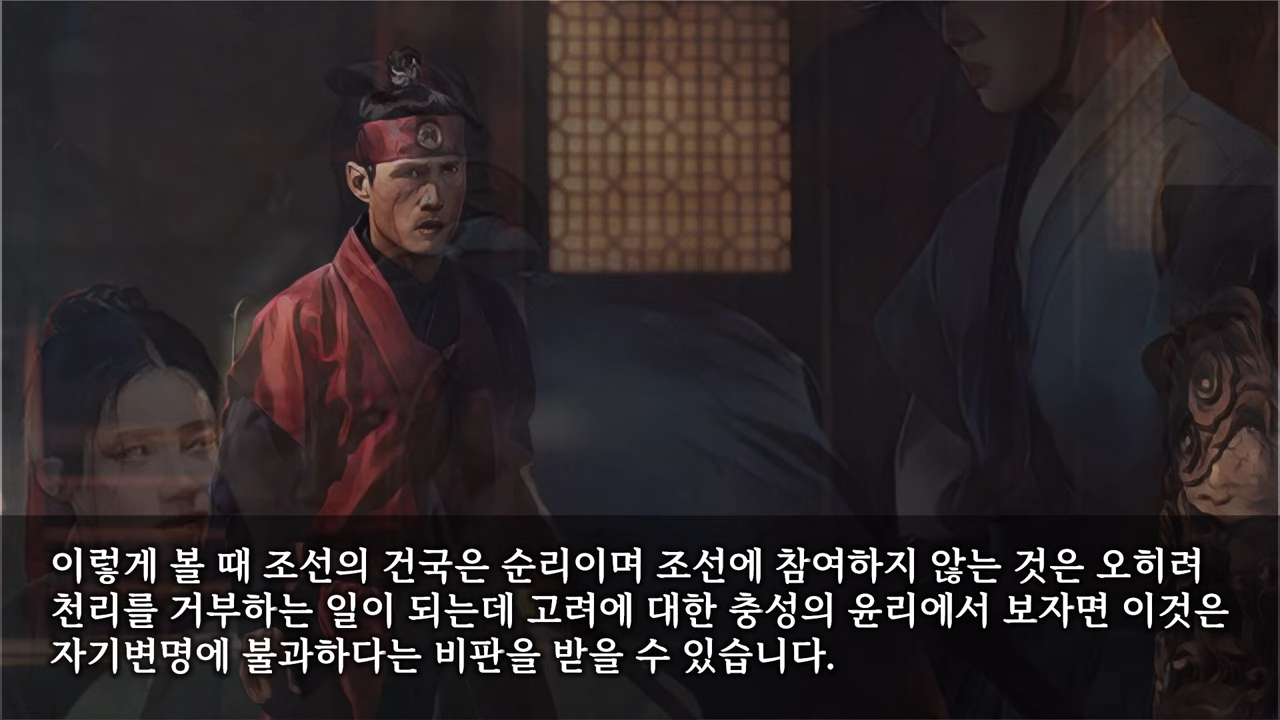 이렇게 볼 때 조선의 건국은 순리이며 조선에 참여하지 않는 것은 오히려
천리를 거부하는 일이 되는데 고려에 대한 충성의 윤리에서 보자면 이것은
자기변명에 불과하다는 비판을 받을 수 있습니다.